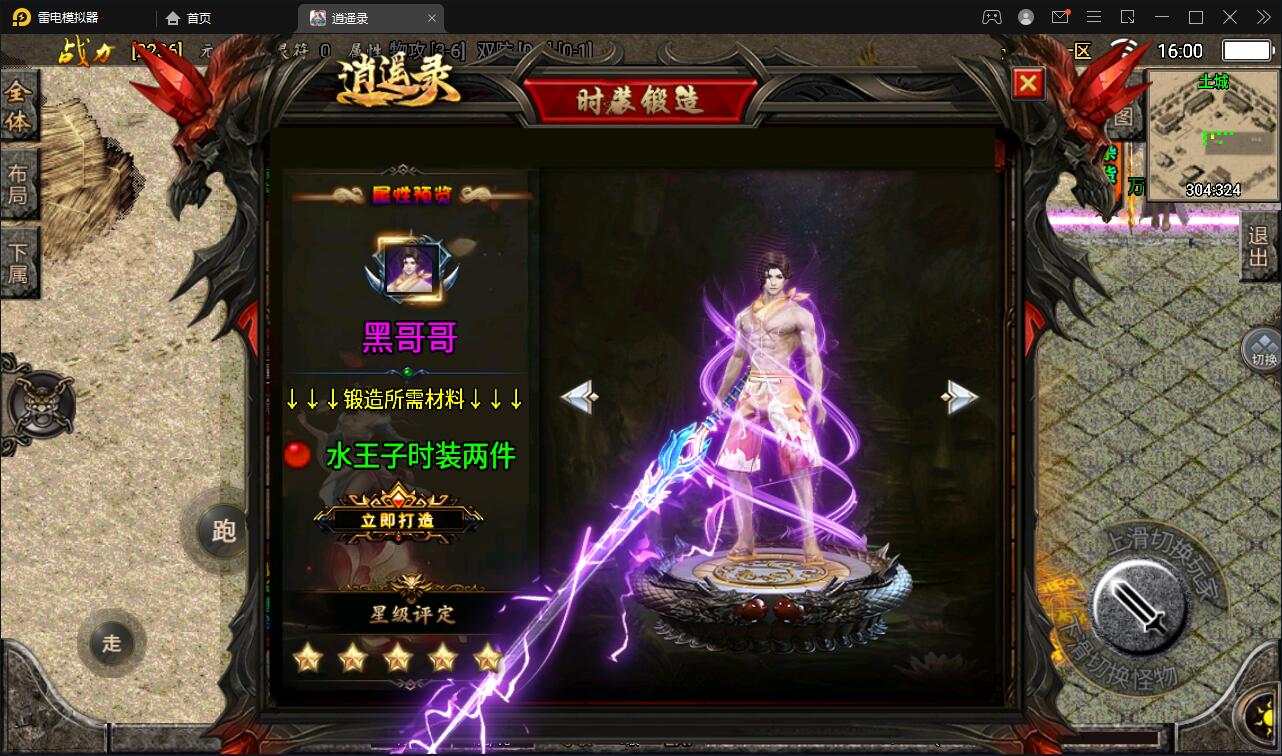 雷电模拟器
首页
逍遥录
战力
属性 物攻 [3-6]
区
16:00
逍遥录
时装锻造
全体
布局
下属
土城
304:324
万
退出
切换
属性预览
黑哥哥
↓↓↓锻造所需材料↓↓↓
水王子时装两件
立即打造
星级评定
跑
走
上滑切换玩家
下滑切换怪物